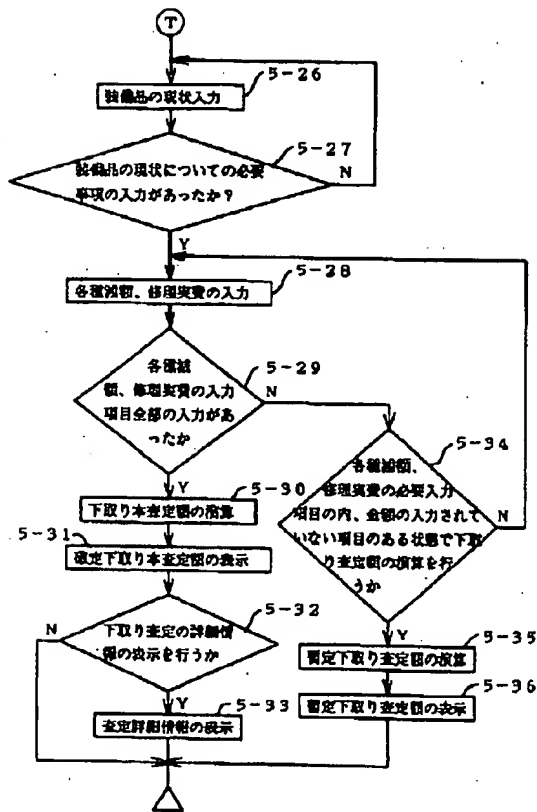 T
5-26
装備品の現状入力
5-27
装備品の現状についての必要
事項の入力があったか?
N
Y
5-28
各種減額、修理実費の入力
5-29
各種減
額、修理実費の入力
項目全部の入力があ
ったか
N
Y
5-30
下取り本査定額の演算
5-31
確定下取り本査定額の表示
5-32
下取り査定の詳細情
報の表示を行うか
N
Y
5-33
査定詳細情報の表示
5-34
各種減額、
修理実費の必要入力
項目の内、金額の入力されて
いない項目のある状態で下取
り査定額の演算を行
うか
N
Y
5-35
暫定下取り査定額の演算
5-36
暫定下取り査定額の表示